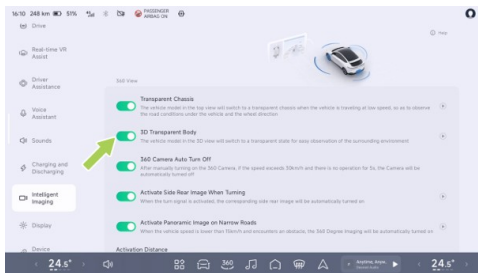 16:10 248 km 51% PASSENGER AIRBAG ON
Drive
Help
Real-time VR
Assist
Driver
Assistance
360 View
Transparent Chassis
The vehicle model in the top view will switch to a transparent chassis when the vehicle is traveling at low speed, so as to observe
the road conditions under the vehicle and the wheel direction
Voice
Assistant
3D Transparent Body
The vehicle model in the 3D view will switch to a transparent state for easy observation of the surrounding environment
Sounds
360 Camera Auto Turn Off
After manually turning on the 360 Camera, if the speed exceeds 30km/h and there is no operation for 5s, the Camera will be
automatically turned off
Charging and
Discharging
Intelligent
Imaging
Activate Side Rear Image When Turning
When the turn signal is activated, the corresponding side rear image will be automatically turned on
Display
Activate Panoramic Image on Narrow Roads
When the vehicle speed is lower than 15km/h and encounters an obstacle, the 360 Degree Imaging will be automatically turned on
Device
Activation Distance
24.5° 360 Anytime, Anyw... 24.5°